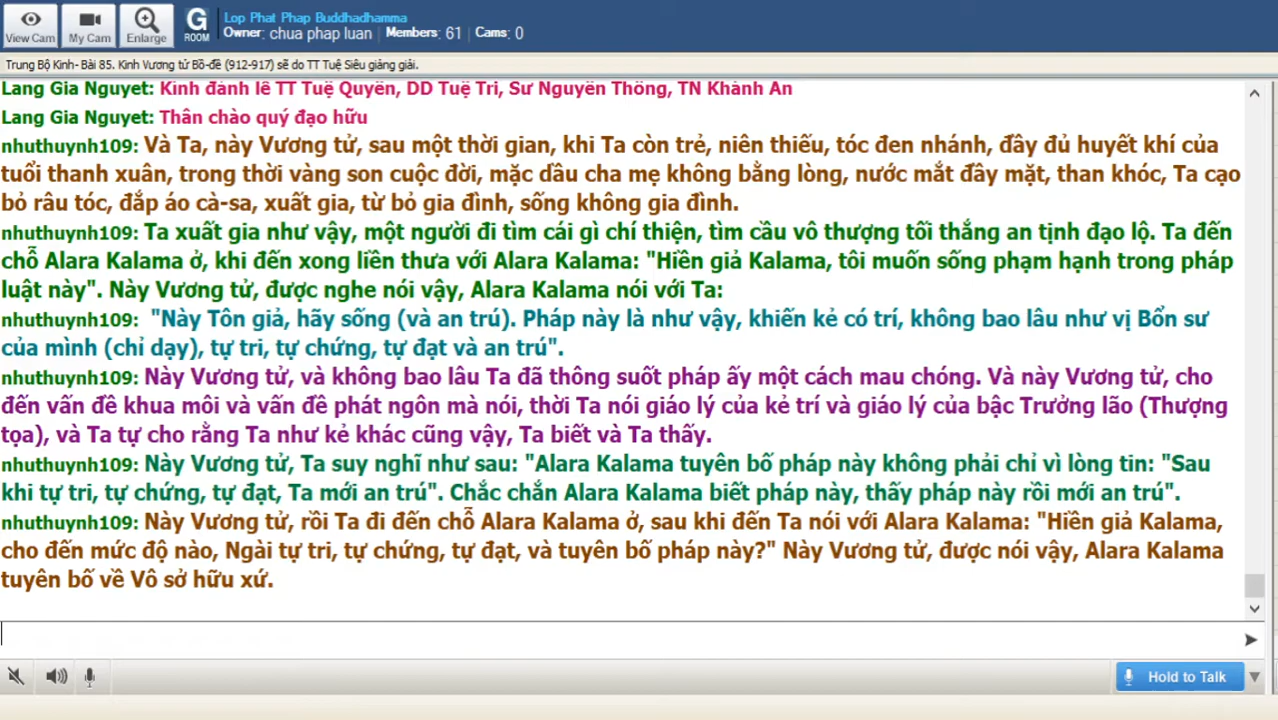 View Cam
My Cam
Enlarge
G
ROOM
Lop Phat Phap Buddhadhamma
Owner: chua phap luan Members: 61 Cams: 0
Trung Bộ Kinh- Bài 85. Kinh Vương tử Bồ-đề (912-917) sẽ do TT Tuệ Siêu giảng giải.
Lang Gia Nguyet: Kinh đảnh lễ TT Tuệ Quyền, DD Tuệ Tri, Sư Nguyên Thông, TN Khánh An
Lang Gia Nguyet: Thân chào quý đạo hữu
nhuthuynh109: Và Ta, này Vương tử, sau một thời gian, khi Ta còn trẻ, niên thiếu, tóc đen nhánh, đầy đủ huyết khí của
tuổi thanh xuân, trong thời vàng son cuộc đời, mặc dầu cha mẹ không bằng lòng, nước mắt đầy mặt, than khóc, Ta cạo
bỏ râu tóc, đắp áo cà-sa, xuất gia, từ bỏ gia đình, sống không gia đình.
nhuthuynh109: Ta xuất gia như vậy, một người đi tìm cái gì chí thiện, tìm cầu vô thượng tối thắng an tịnh đạo lộ. Ta đến
chỗ Alara Kalama ở, khi đến xong liền thưa với Alara Kalama: "Hiền giả Kalama, tôi muốn sống phạm hạnh trong pháp
luật này". Này Vương tử, được nghe nói vậy, Alara Kalama nói với Ta:
nhuthuynh109: "Này Tôn giả, hãy sống (và an trú). Pháp này là như vậy, khiến kẻ có trí, không bao lâu như vị Bổn sư
của mình (chỉ dạy), tự tri, tự chứng, tự đạt và an trú".
nhuthuynh109: Này Vương tử, và không bao lâu Ta đã thông suốt pháp ấy một cách mau chóng. Và này Vương tử, cho
đến vấn đề khua môi và vấn đề phát ngôn mà nói, thời Ta nói giáo lý của kẻ trí và giáo lý của bậc Trưởng lão (Thượng
tọa), và Ta tự cho rằng Ta như kẻ khác cũng vậy, Ta biết và Ta thấy.
nhuthuynh109: Này Vương tử, Ta suy nghĩ như sau: "Alara Kalama tuyên bố pháp này không phải chỉ vì lòng tin: "Sau
khi tự tri, tự chứng, tự đạt, Ta mới an trú". Chắc chắn Alara Kalama biết pháp này, thấy pháp này rồi mới an trú".
nhuthuynh109: Này Vương tử, rồi Ta đi đến chỗ Alara Kalama ở, sau khi đến Ta nói với Alara Kalama: "Hiền giả Kalama,
cho đến mức độ nào, Ngài tự tri, tự chứng, tự đạt, và tuyên bố pháp này?" Này Vương tử, được nói vậy, Alara Kalama
tuyên bố về Vô sở hữu xứ.
Hold to Talk